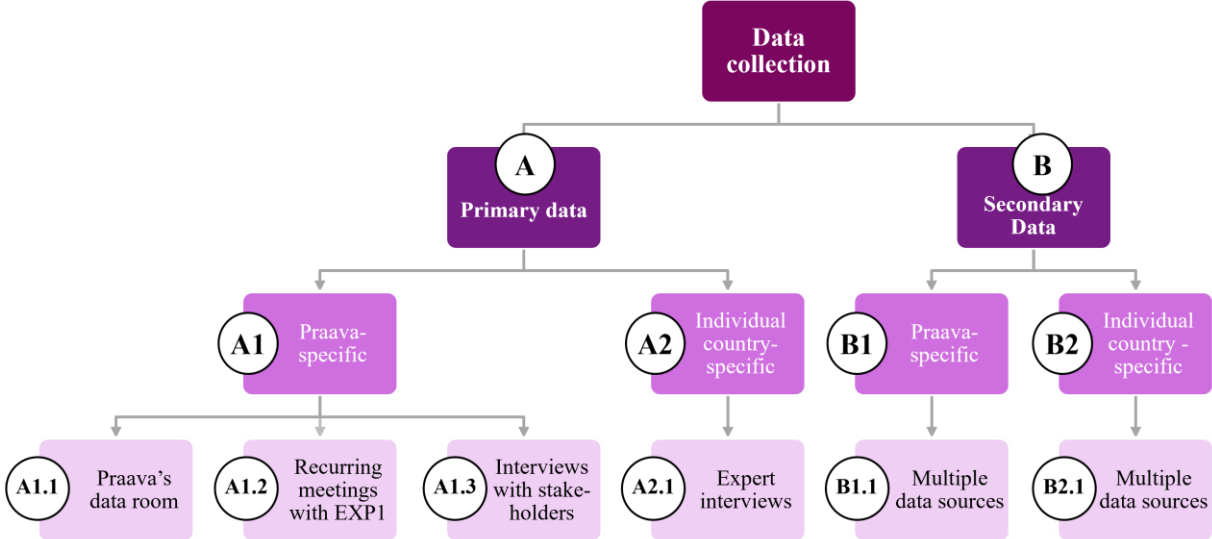 Data
collection
A
Primary data
B
Secondary
Data
A1
Praava-
specific
A2
Individual
country-
specific
B1
Praava-
specific
B2
Individual
country -
specific
A1.1
Praava's
data room
A1.2
Recurring
meetings
with EXP1
A1.3
Interviews
with stake-
holders
A2.1
Expert
interviews
B1.1
Multiple
data sources
B2.1
Multiple
data sources